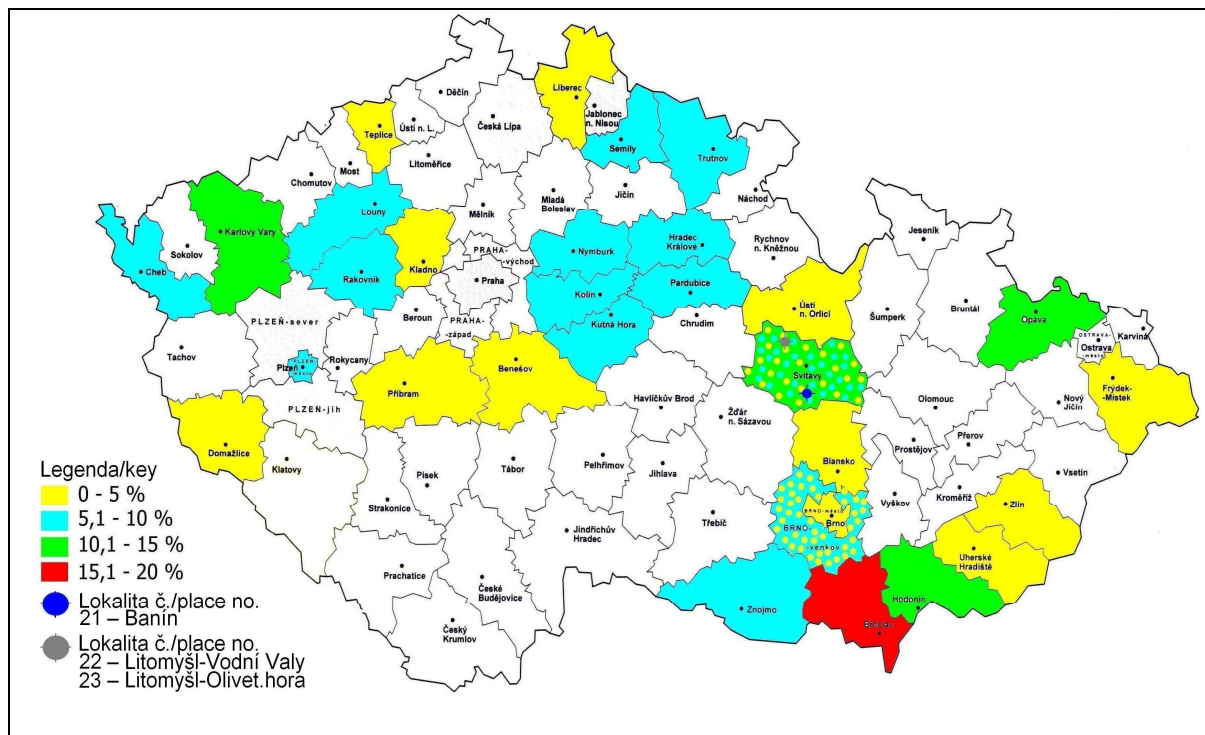 Děčín
Liberec
Jablonec
n. Nisou
Teplice
Ústí n. L.
Česká Lípa
Semily
Trutnov
Most
Litoměřice
Chomutov
Mladá
Boleslav
Jičín
Náchod
Louny
Mělník
Karlovy Vary
Sokolov
Cheb
Rakovník
Kladno
PRAHA-
-východ
Praha
Nymburk
Hradec
Králové
Rychnov
n. Kněžnou
Jeseník
Kolín
Pardubice
Ústí
n. Orlicí
Šumperk
Bruntál
Opava
OSTRAVA-
-město
Ostrava
Karviná
Beroun
PRAHA-
-západ
Kutná Hora
Chrudim
PLZEŇ-sever
Tachov
PLZEŇ-
město
Plzeň
Rokycany
Benešov
Příbram
Svitavy
Frýdek-
Místek
PLZEŇ-jih
Havlíčkův Brod
Žďár
n. Sázavou
Olomouc
Nový
Jičín
Domažlice
Klatovy
Písek
Tábor
Pelhřimov
Jihlava
Blansko
Prostějov
Přerov
Vsetín
Strakonice
Třebíč
BRNO-město
Brno
BRNO-
-venkov
Vyškov
Kroměříž
Zlín
Jindřichův
Hradec
Uherské
Hradiště
Prachatice
České
Budějovice
Znojmo
Hodonín
Český
Krumlov
Legenda/key
0 - 5 %
5,1 - 10 %
10,1 - 15 %
15,1 - 20 %
Lokalita č./place no.
21 – Banín
Lokalita č./place no.
22 – Litomyšl-Vodní Valy
23 – Litomyšl-Olivet.hora